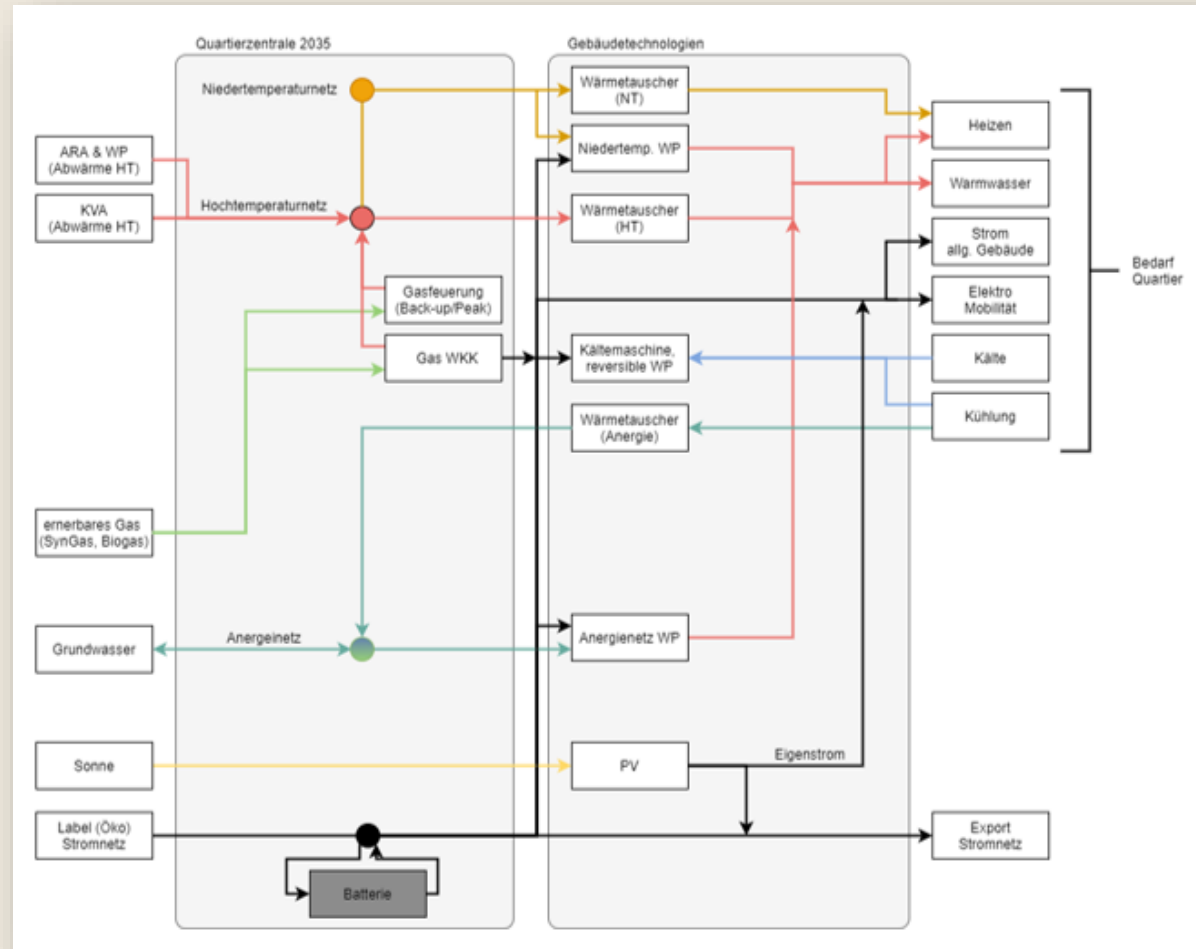 Quartierzentrale 2035
Gebäudetechnologien
Niedertemperaturnetz
Wärmetauscher
(NT)
Heizen
ARA & WP
(Abwärme HT)
Niedertemp. WP
Warmwasser
KVA
(Abwärme HT)
Hochtemperaturnetz
Wärmetauscher
(HT)
Strom
allg. Gebäude
Bedarf
Quartier
Gasfeuerung
(Back-up/Peak)
Elektro
Mobilität
Gas WKK
Kältemaschine,
reversible WP
Kälte
Wärmetauscher
(Anergie)
Kühlung
ernerbares Gas
(SynGas, Biogas)
Grundwasser
Anergeinetz
Anergienetz WP
Sonne
PV
Eigenstrom
Label (Öko)
Stromnetz
Export
Stromnetz
Batterie